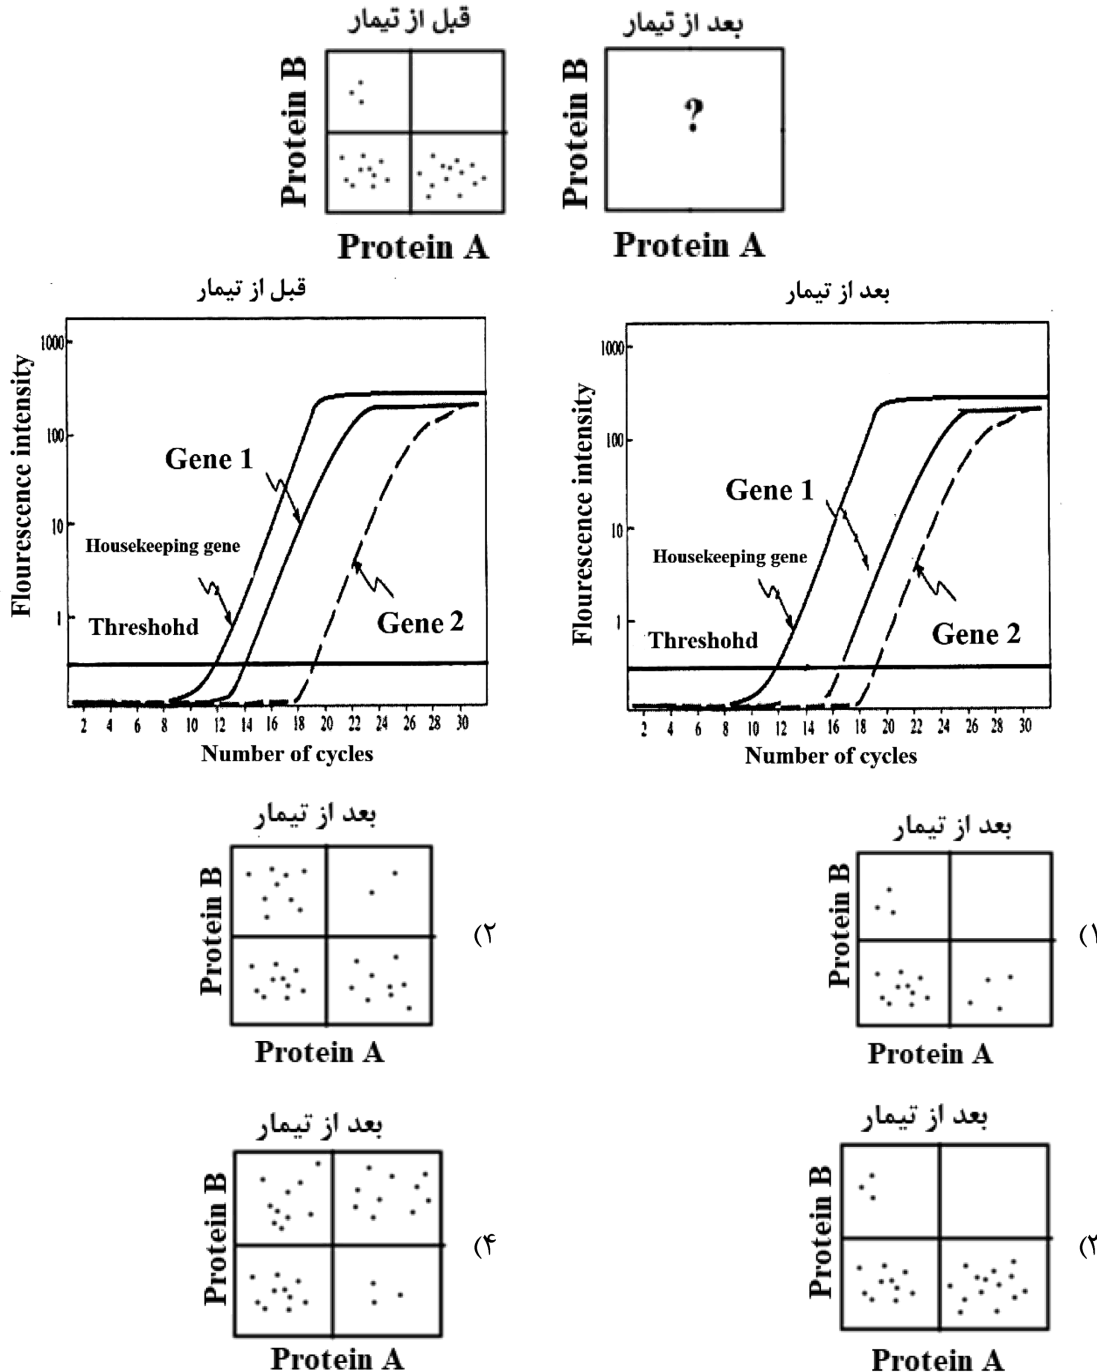 قبل از تیمار
بعد از تیمار
Protein B
Protein A
Protein B
?
Protein A
قبل از تیمار
بعد از تیمار
Flourescence intensity
1000
100
10
1
Gene 1
Housekeeping gene
Threshohd
Gene 2
2 4 6 8 10 12 14 16 18 20 22 24 26 28 30
Number of cycles
Flourescence intensity
1000
100
10
1
Gene 1
Housekeeping gene
Threshohd
Gene 2
2 4 6 8 10 12 14 16 18 20 22 24 26 28 30
Number of cycles
بعد از تیمار
Protein B
Protein A
(۱
بعد از تیمار
Protein B
Protein A
(۲
بعد از تیمار
Protein B
Protein A
(۲
بعد از تیمار
Protein B
Protein A
(۴